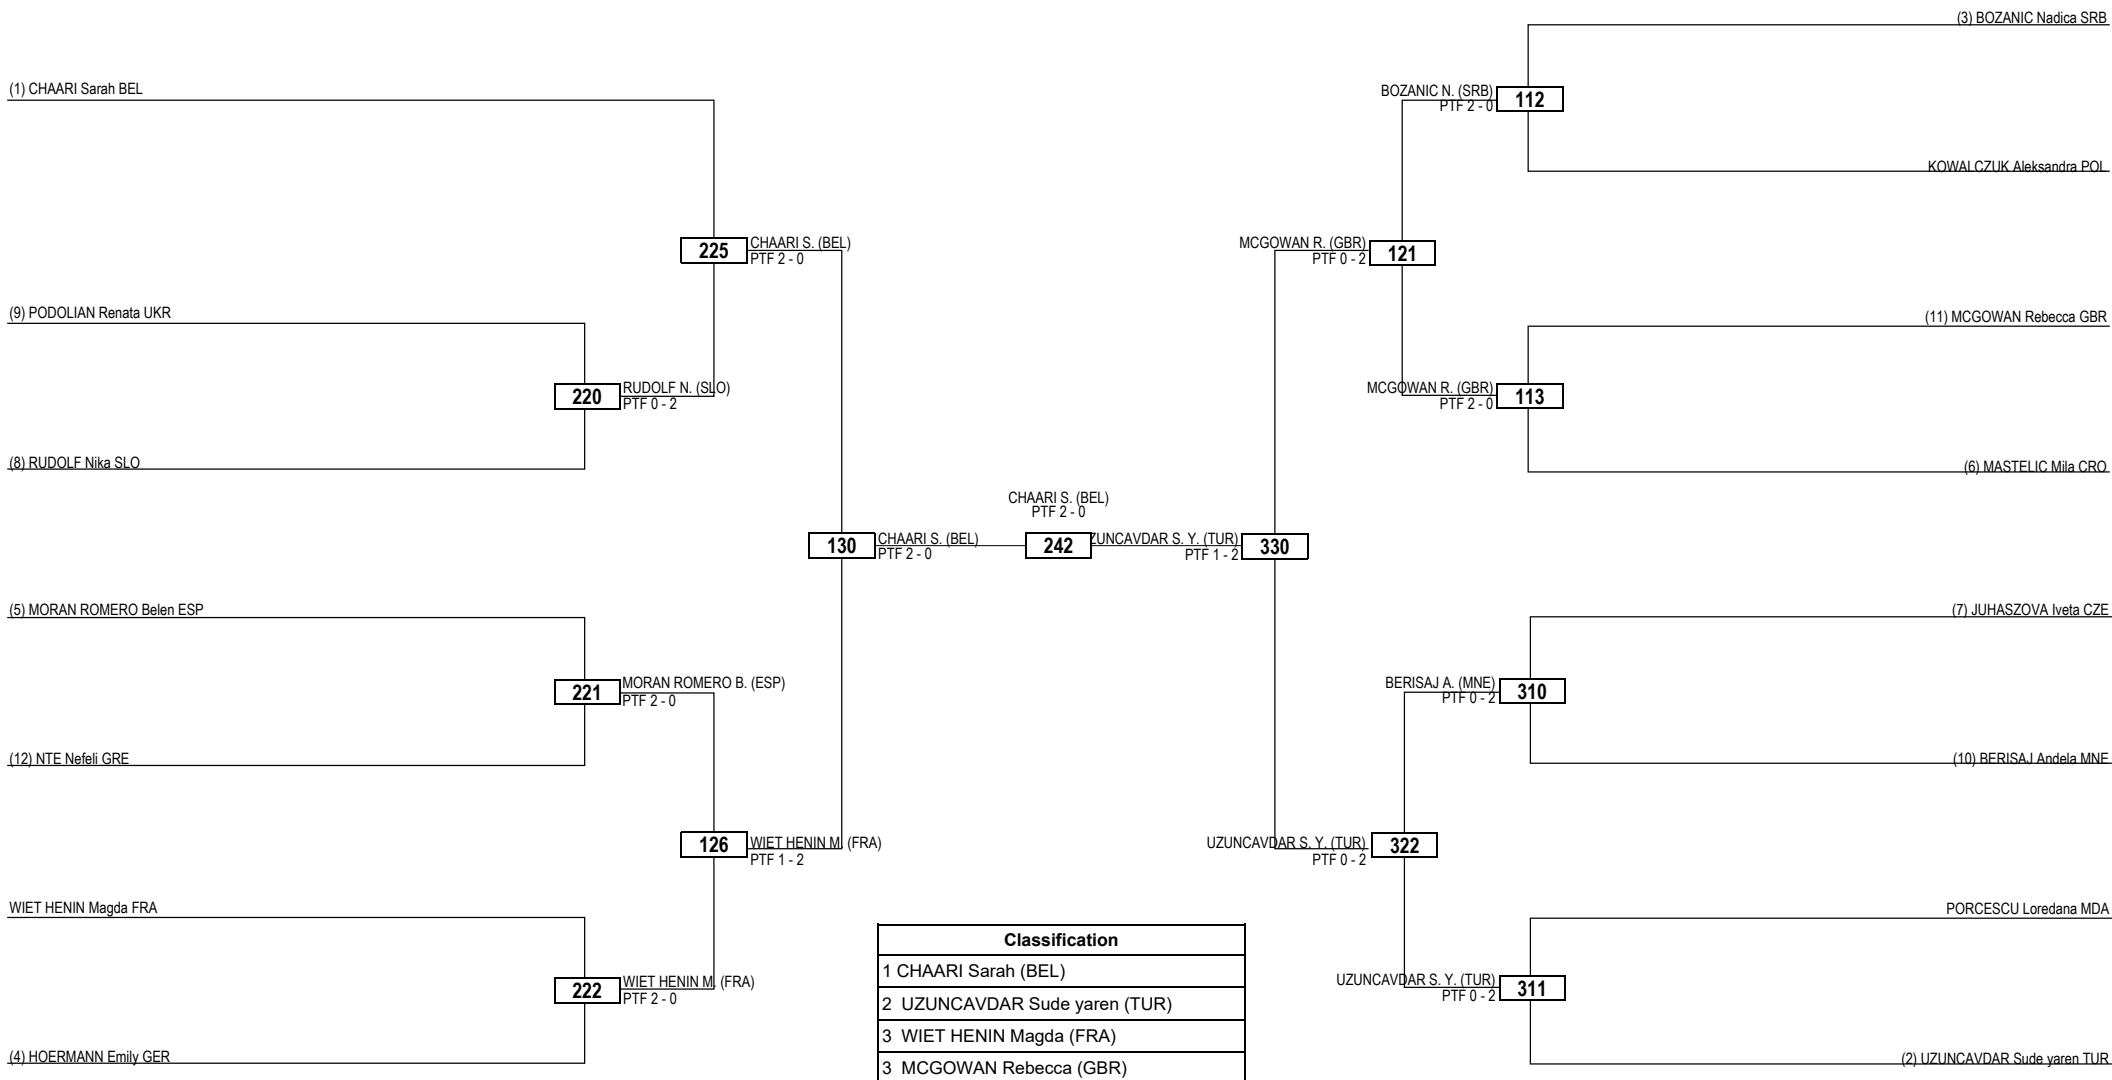 (3) BOZANIC Nadica SRB
(1) CHAARI Sarah BEL
BOZANIC N. (SRB)
PTF 2 - 0
112
KOWALCZUK Aleksandra POL
225
CHAARI S. (BEL)
PTF 2 - 0
MCGOWAN R. (GBR)
PTF 0 - 2
121
(9) PODOLIAN Renata UKR
(11) MCGOWAN Rebecca GBR
220
RUDOLF N. (SLO)
PTF 0 - 2
MCGOWAN R. (GBR)
PTF 2 - 0
113
(8) RUDOLF Nika SLO
(6) MASTELIC Mila CRO
CHAARI S. (BEL)
PTF 2 - 0
130
CHAARI S. (BEL)
PTF 2 - 0
242
ZUNCAVDAR S. Y. (TUR)
PTF 1 - 2
330
(5) MORAN ROMERO Belen ESP
(7) JUHASZOVA Iveta CZE
221
MORAN ROMERO B. (ESP)
PTF 2 - 0
BERISAJ A. (MNE)
PTF 0 - 2
310
(12) NTE Nefeli GRE
(10) BERISAJ Andela MNE
126
WIET HENIN M. (FRA)
PTF 1 - 2
UZUNCAVDAR S. Y. (TUR)
PTF 0 - 2
322
WIET HENIN Magda FRA
PORCESCU Loredana MDA
222
WIET HENIN M. (FRA)
PTF 2 - 0
UZUNCAVDAR S. Y. (TUR)
PTF 0 - 2
311
(4) HOERMANN Emily GER
(2) UZUNCAVDAR Sude yaren TUR
Classification
1 CHAARI Sarah (BEL)
2 UZUNCAVDAR Sude yaren (TUR)
3 WIET HENIN Magda (FRA)
3 MCGOWAN Rebecca (GBR)